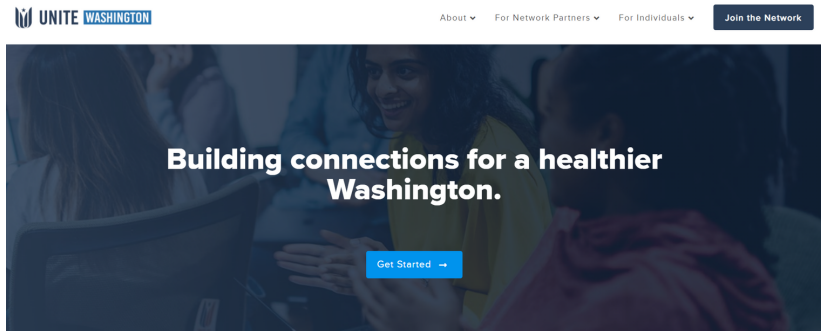 UNITE WASHINGTON
About
For Network Partners
For Individuals
Join the Network
Building connections for a healthier
Washington.
Get Started →